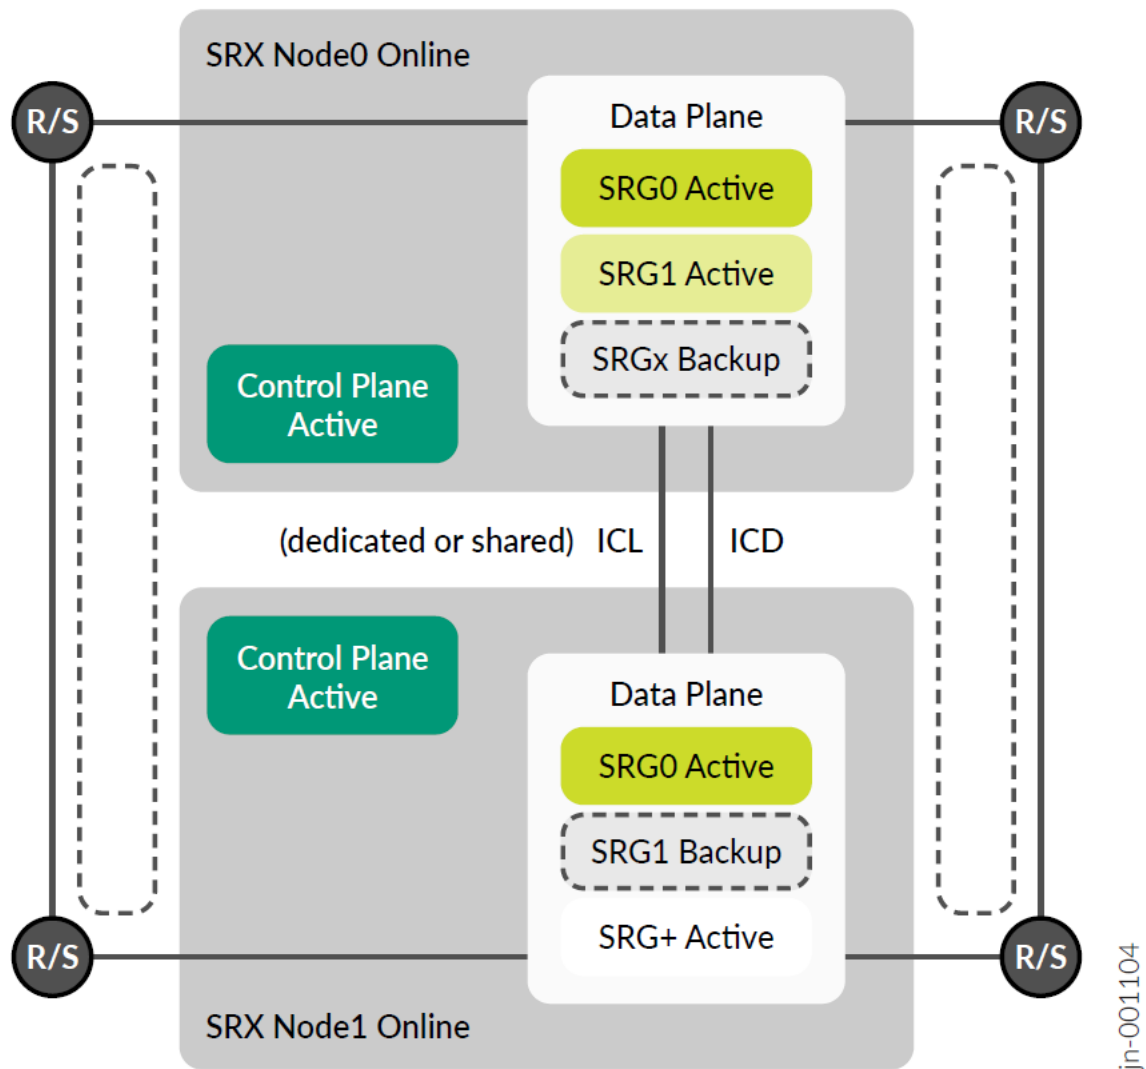 SRX Node0 Online
R/S
Data Plane
R/S
SRG0 Active
SRG1 Active
SRGx Backup
Control Plane
Active
(dedicated or shared) ICL
ICD
Control Plane
Active
Data Plane
SRG0 Active
SRG1 Backup
SRG+ Active
R/S
R/S
SRX Node1 Online
jn-001104